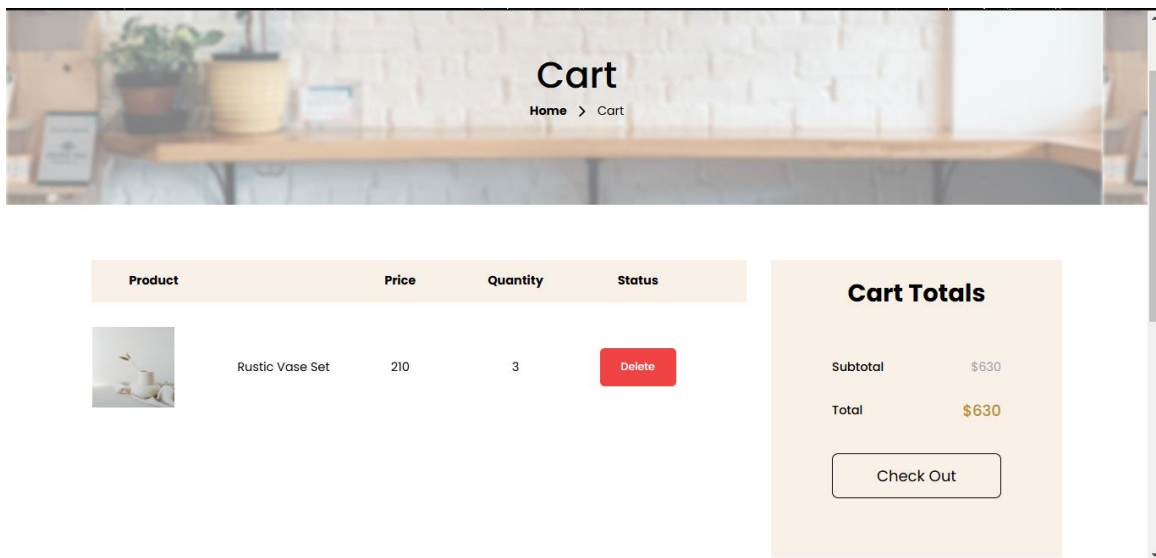 Cart
Home > Cart
Product Price Quantity Status
Rustic Vase Set 210 3 Delete
Cart Totals
Subtotal $630
Total $630
Check Out